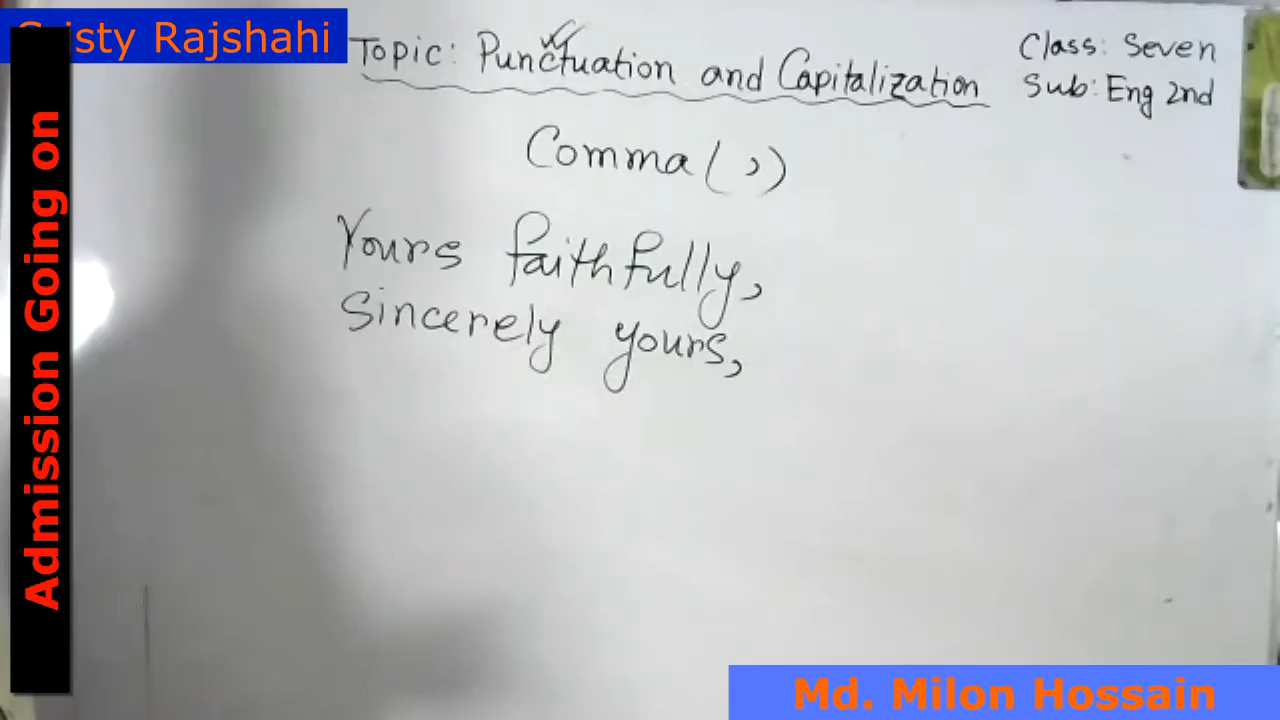 Rajshahi
Topic: Punctuation and Capitalization
Class: Seven
Sub: Eng 2nd
Comma (,)
Yours faithfully,
Sincerely yours,
Admission Going on
Md. Milon Hossain